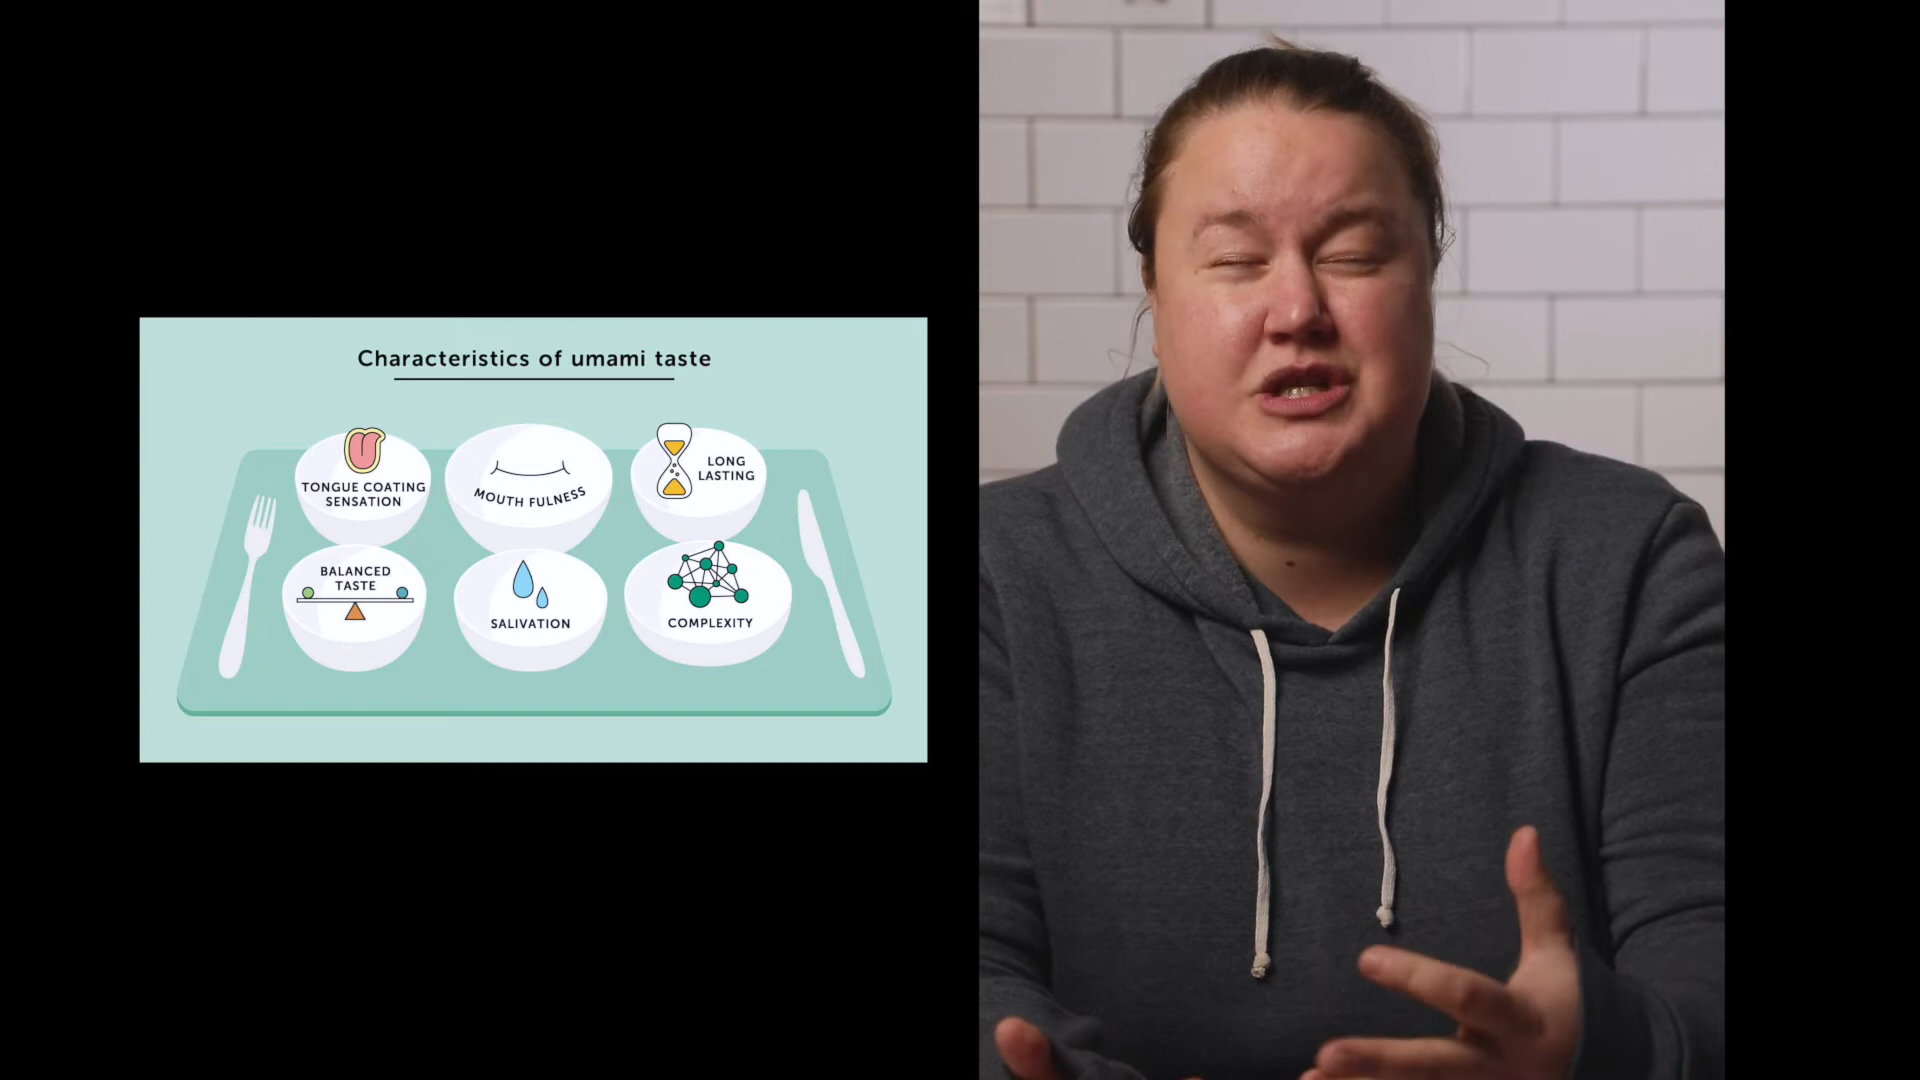 Characteristics of umami taste
TONGUE COATING
SENSATION
MOUTH FULNESS
LONG
LASTING
BALANCED
TASTE
SALIVATION
COMPLEXITY